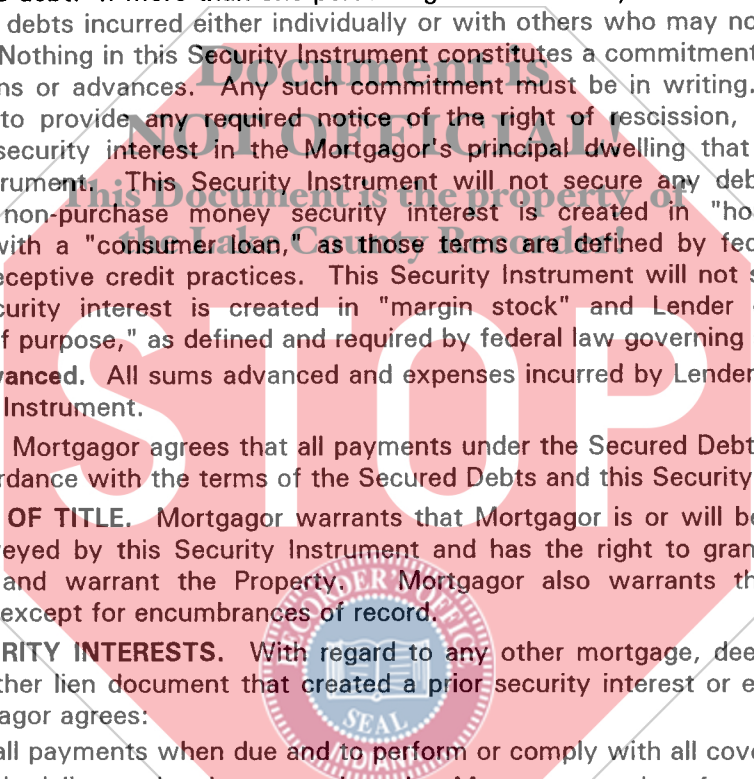 debts incurred either individually or with others who may no
Nothing in this Security Instrument constitutes a commitment
ns or advances. Any such commitment must be in writing.
to provide any required notice of the right of rescission,
security interest in the Mortgagor's principal dwelling that
rument. This Security Instrument will not secure any deb
non-purchase money security interest is created in "ho
with a "consumer loan," as those terms are defined by fed
eceptive credit practices. This Security Instrument will not s
curity interest is created in "margin stock" and Lender
f purpose," as defined and required by federal law governing
vanced. All sums advanced and expenses incurred by Lender
Instrument.
Mortgagor agrees that all payments under the Secured Debt
rdance with the terms of the Secured Debts and this Security
OF TITLE. Mortgagor warrants that Mortgagor is or will be
eyed by this Security Instrument and has the right to gran
and warrant the Property. Mortgagor also warrants th
except for encumbrances of record.
RITY INTERESTS. With regard to any other mortgage, dee
ther lien document that created a prior security interest or e
agor agrees:
all payments when due and to perform or comply with all cove
Document is
NOT OFFICIAL!
This Document is the property of
the Lake County Recorder!
STOP
SEAL